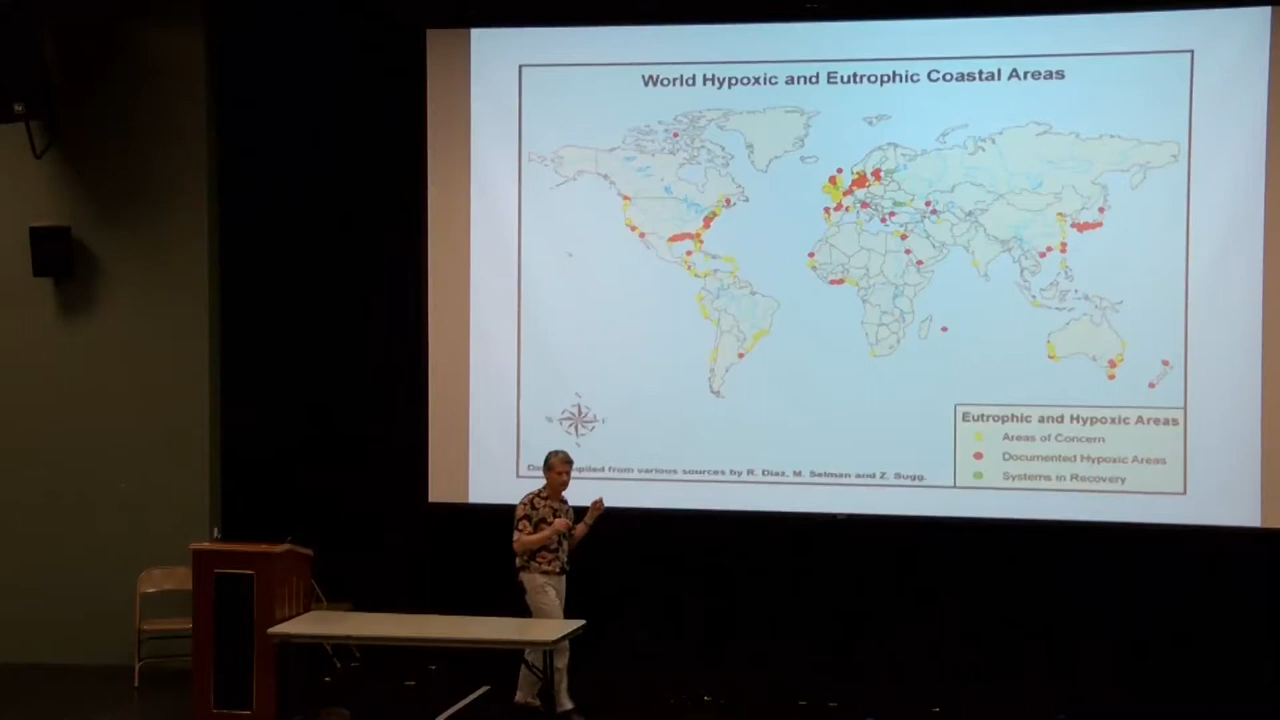 World Hypoxic and Eutrophic Coastal Areas
Eutrophic and Hypoxic Areas
Areas of Concern
Documented Hypoxic Areas
Systems in Recovery
compiled from various sources by R. Diaz, M. Selman and Z. Sugg.